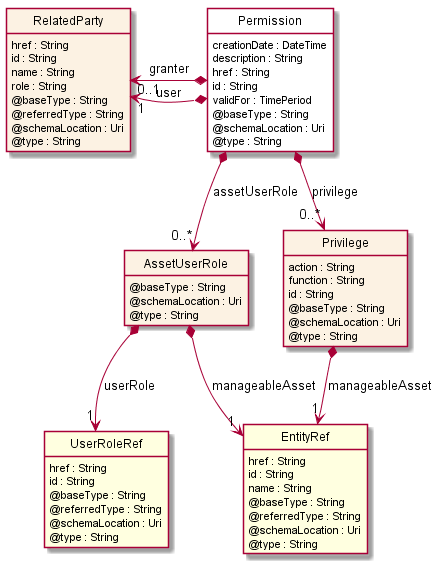 RelatedParty
href : String
id : String
name : String
role : String
@baseType : String
@referredType : String
@schemaLocation : Uri
@type : String
Permission
creationDate : DateTime
description : String
href : String
id : String
validFor : TimePeriod
@baseType : String
@schemaLocation : Uri
@type : String
granter
0..1
user
1
assetUserRole
privilege
0..*
0..*
AssetUserRole
@baseType : String
@schemaLocation : Uri
@type : String
Privilege
action : String
function : String
id : String
@baseType : String
@schemaLocation : Uri
@type : String
userRole
manageableAsset
manageableAsset
1
1
1
UserRoleRef
href : String
id : String
@baseType : String
@referredType : String
@schemaLocation : Uri
@type : String
EntityRef
href : String
id : String
name : String
@baseType : String
@referredType : String
@schemaLocation : Uri
@type : String